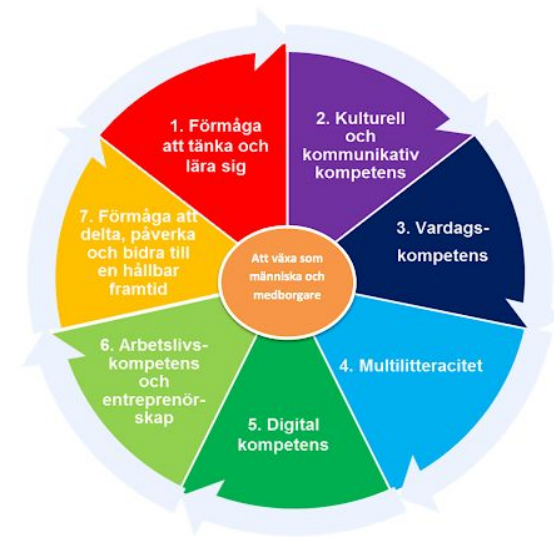 1. Förmåga
att tänka och
lära sig
2. Kulturell
och
kommunikativ
kompetens
3. Vardags-
kompetens
4. Multilitteracitet
5. Digital
kompetens
6. Arbetslivs-
kompetens
och
entreprenör-
skap
7. Förmåga att
delta, påverka
och bidra till
en hållbar
framtid
Att växa som
människa och
medborgare